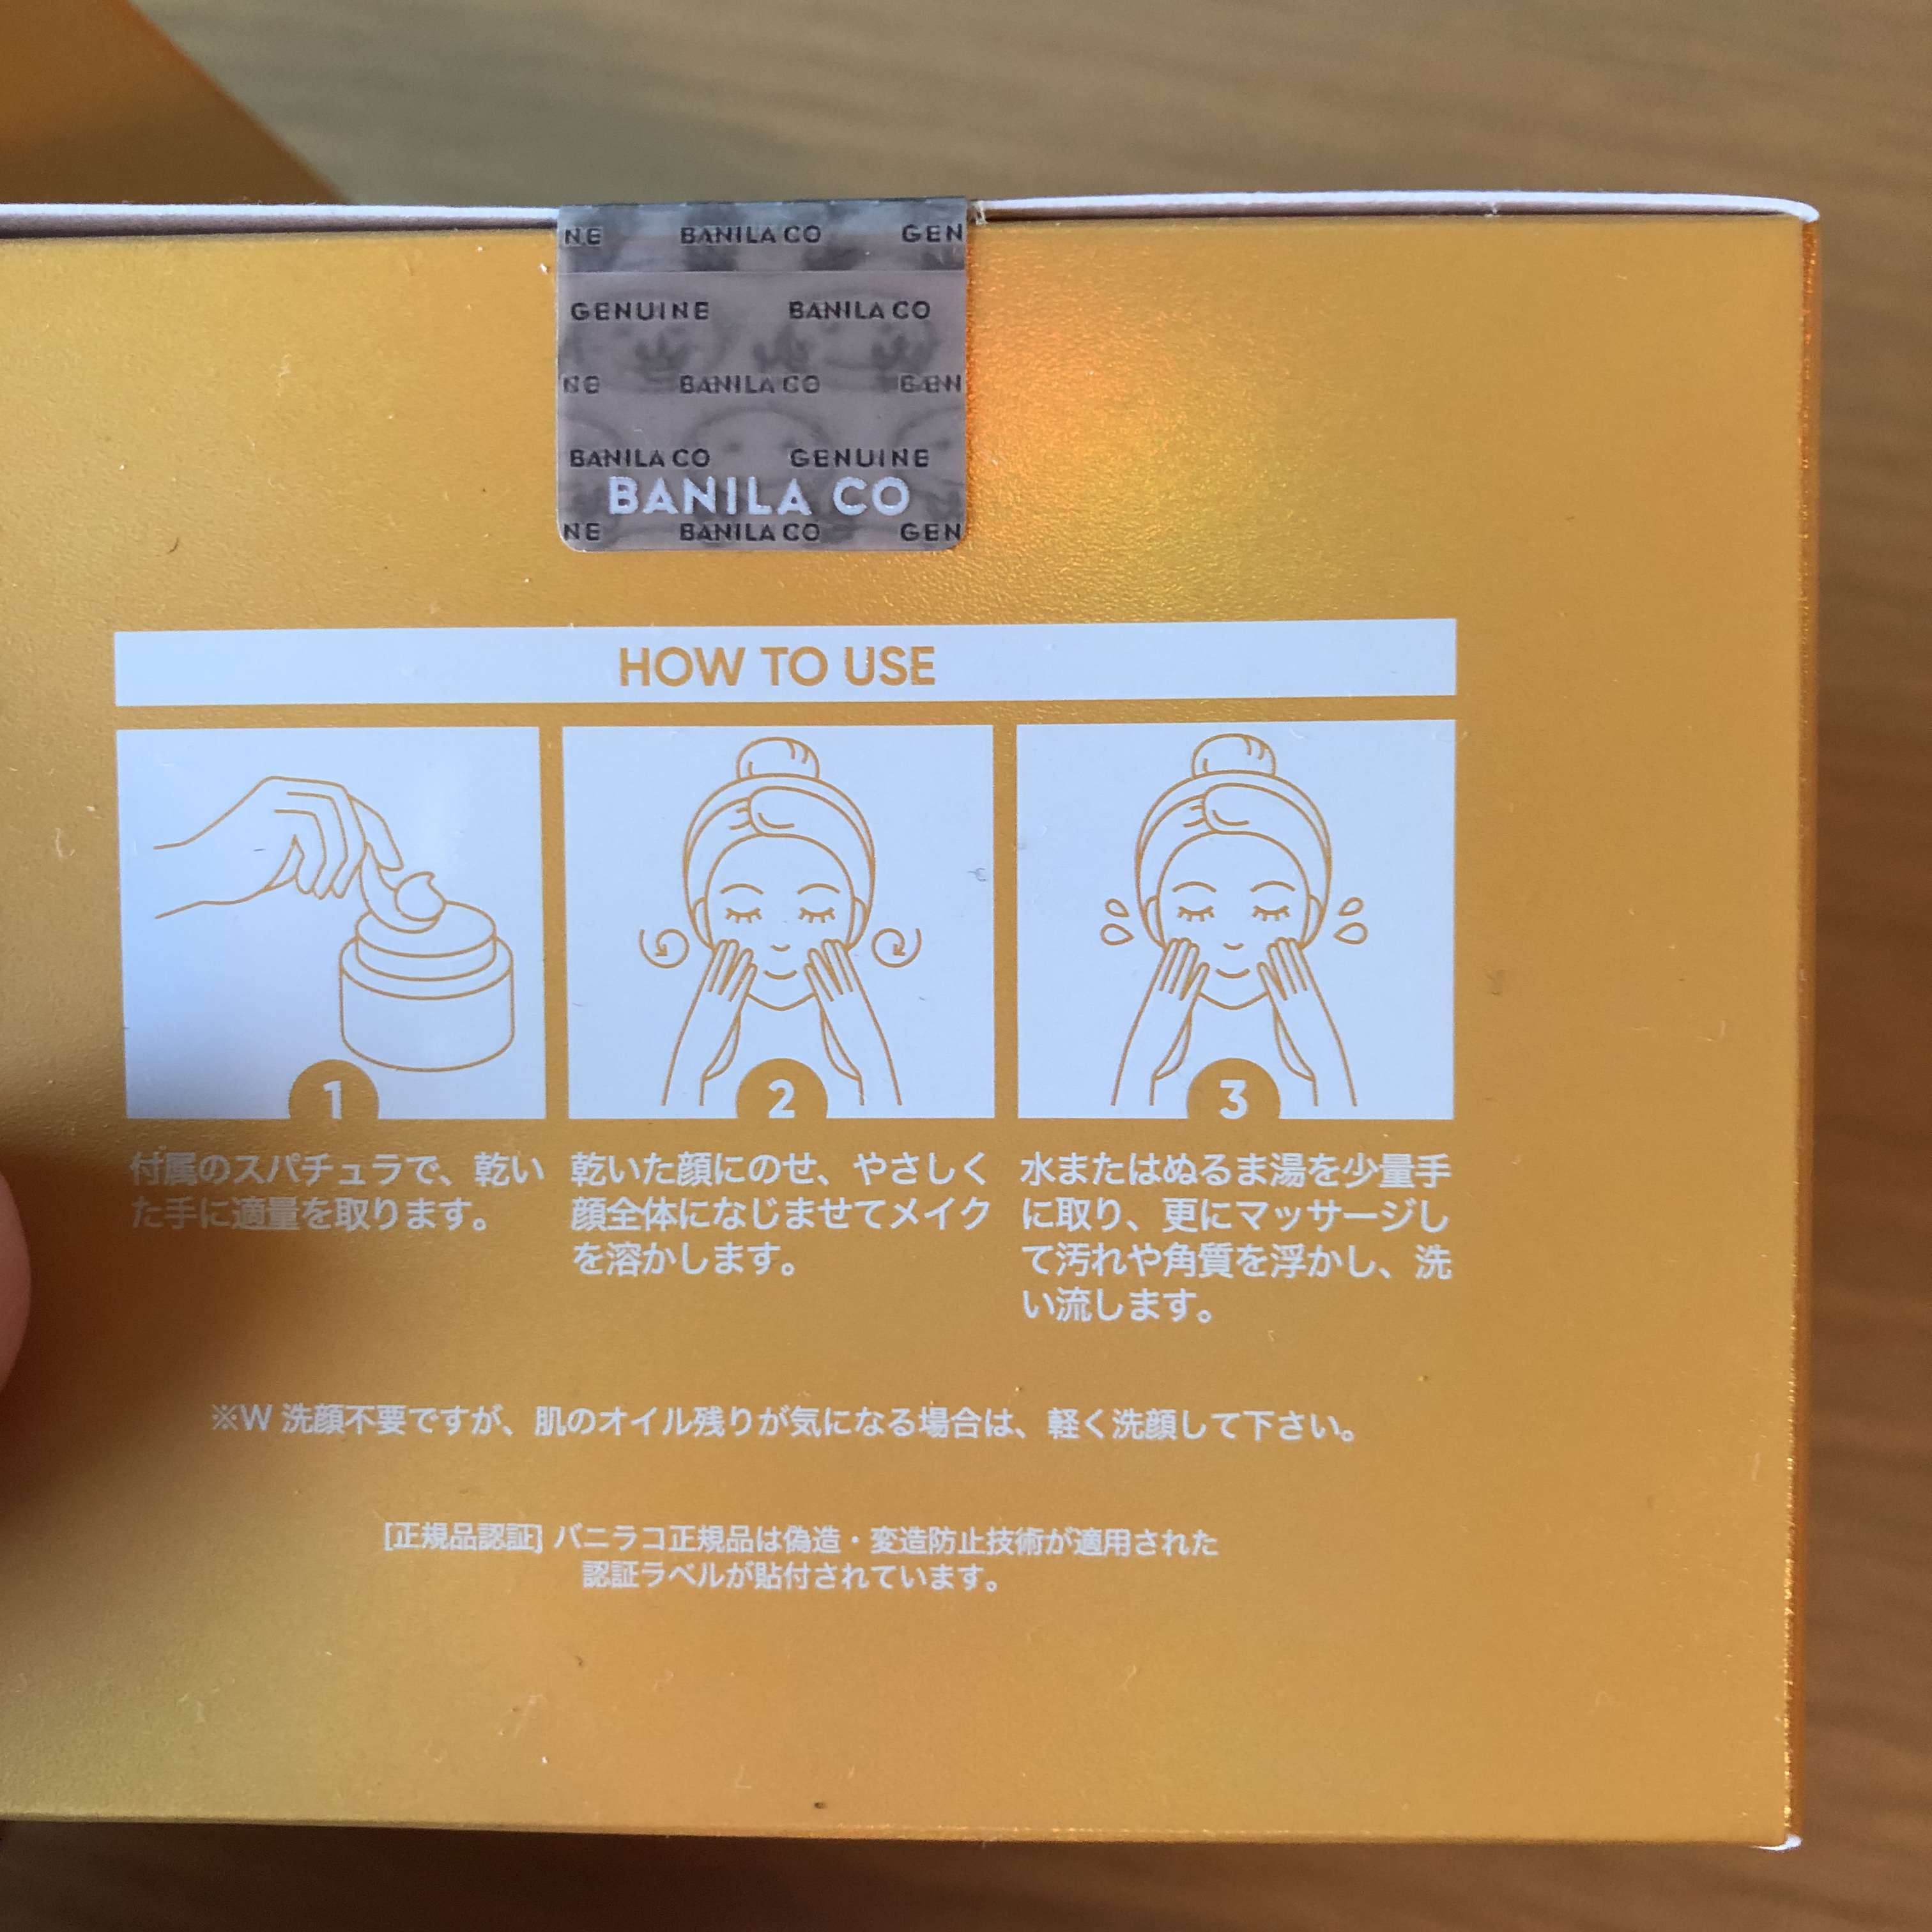 NE BANILA CO GEN
GENUINE BANILA CO
NE BANILA CO GEN
BANILA CO GENUINE
BANILA CO
NE BANILA CO GEN
HOW TO USE
1
付属のスパチュラで、乾い
た手に適量を取ります。
2
乾いた顔にのせ、やさしく
顔全体になじませてメイク
を溶かします。
3
水またはぬるま湯を少量手
に取り、更にマッサージし
て汚れや角質を浮かし、洗
い流します。
※W 洗顔不要ですが、肌のオイル残りが気になる場合は、軽く洗顔して下さい。
[正規品認証] バニラコ正規品は偽造・変造防止技術が適用された
認証ラベルが貼付されています。